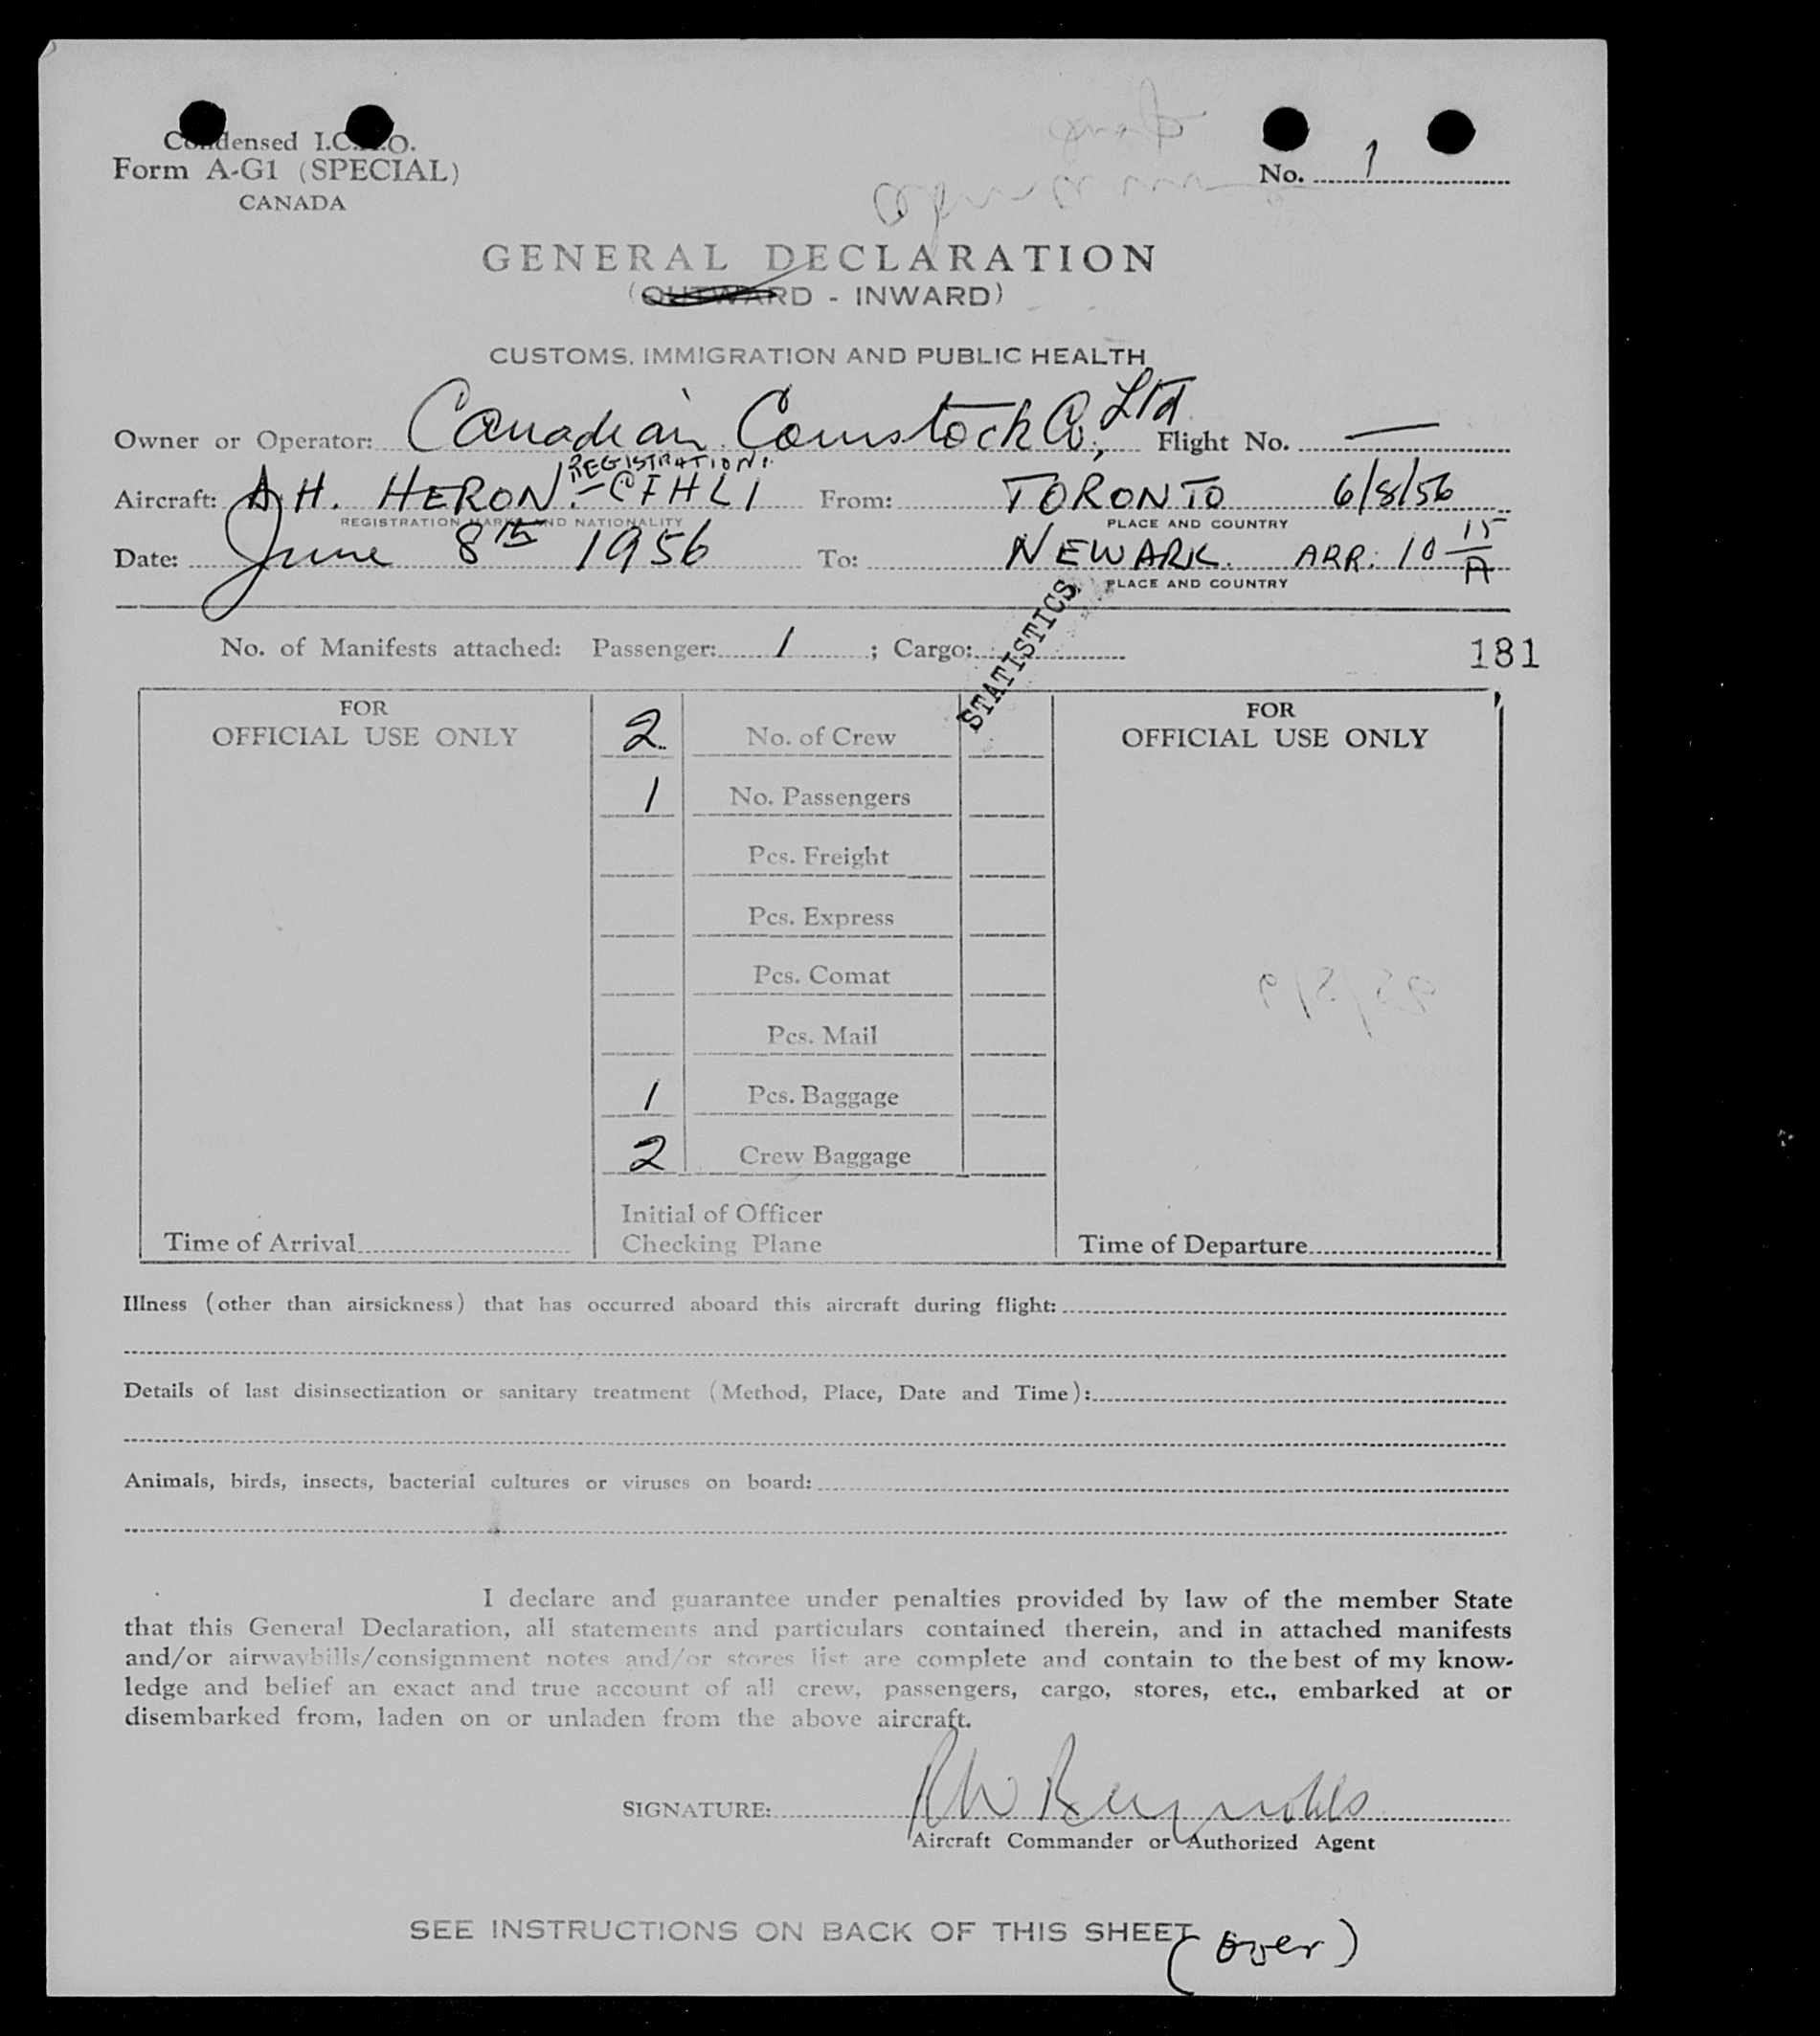 Condensed I.C.A.O.
Form A-G1 (SPECIAL)
CANADA
No. 1
GENERAL DECLARATION
(OUTWARD - INWARD)
CUSTOMS, IMMIGRATION AND PUBLIC HEALTH
Owner or Operator: Canadian Comstock Co., Ltd. Flight No. —
REGISTRATION:
Aircraft: D.H. HERON - CFHLI From: TORONTO 6/8/56
REGISTRATION MARKS AND NATIONALITY PLACE AND COUNTRY
Date: June 8th 1956 To: NEWARK. ARR: 10 15/A
PLACE AND COUNTRY
STATISTICS
No. of Manifests attached: Passenger: 1 ; Cargo:
181
FOR
OFFICIAL USE ONLY
2 No. of Crew
1 No. Passengers
Pcs. Freight
Pcs. Express
Pcs. Comat
Pcs. Mail
1 Pcs. Baggage
2 Crew Baggage
Initial of Officer
Checking Plane
Time of Arrival
FOR
OFFICIAL USE ONLY
Time of Departure
Illness (other than airsickness) that has occurred aboard this aircraft during flight:
Details of last disinsectization or sanitary treatment (Method, Place, Date and Time):
Animals, birds, insects, bacterial cultures or viruses on board:
I declare and guarantee under penalties provided by law of the member State
that this General Declaration, all statements and particulars contained therein, and in attached manifests
and/or airwaybills/consignment notes and/or stores list are complete and contain to the best of my know-
ledge and belief an exact and true account of all crew, passengers, cargo, stores, etc., embarked at or
disembarked from, laden on or unladen from the above aircraft.
SIGNATURE: RW Reynolds
Aircraft Commander or Authorized Agent
SEE INSTRUCTIONS ON BACK OF THIS SHEET
(over)